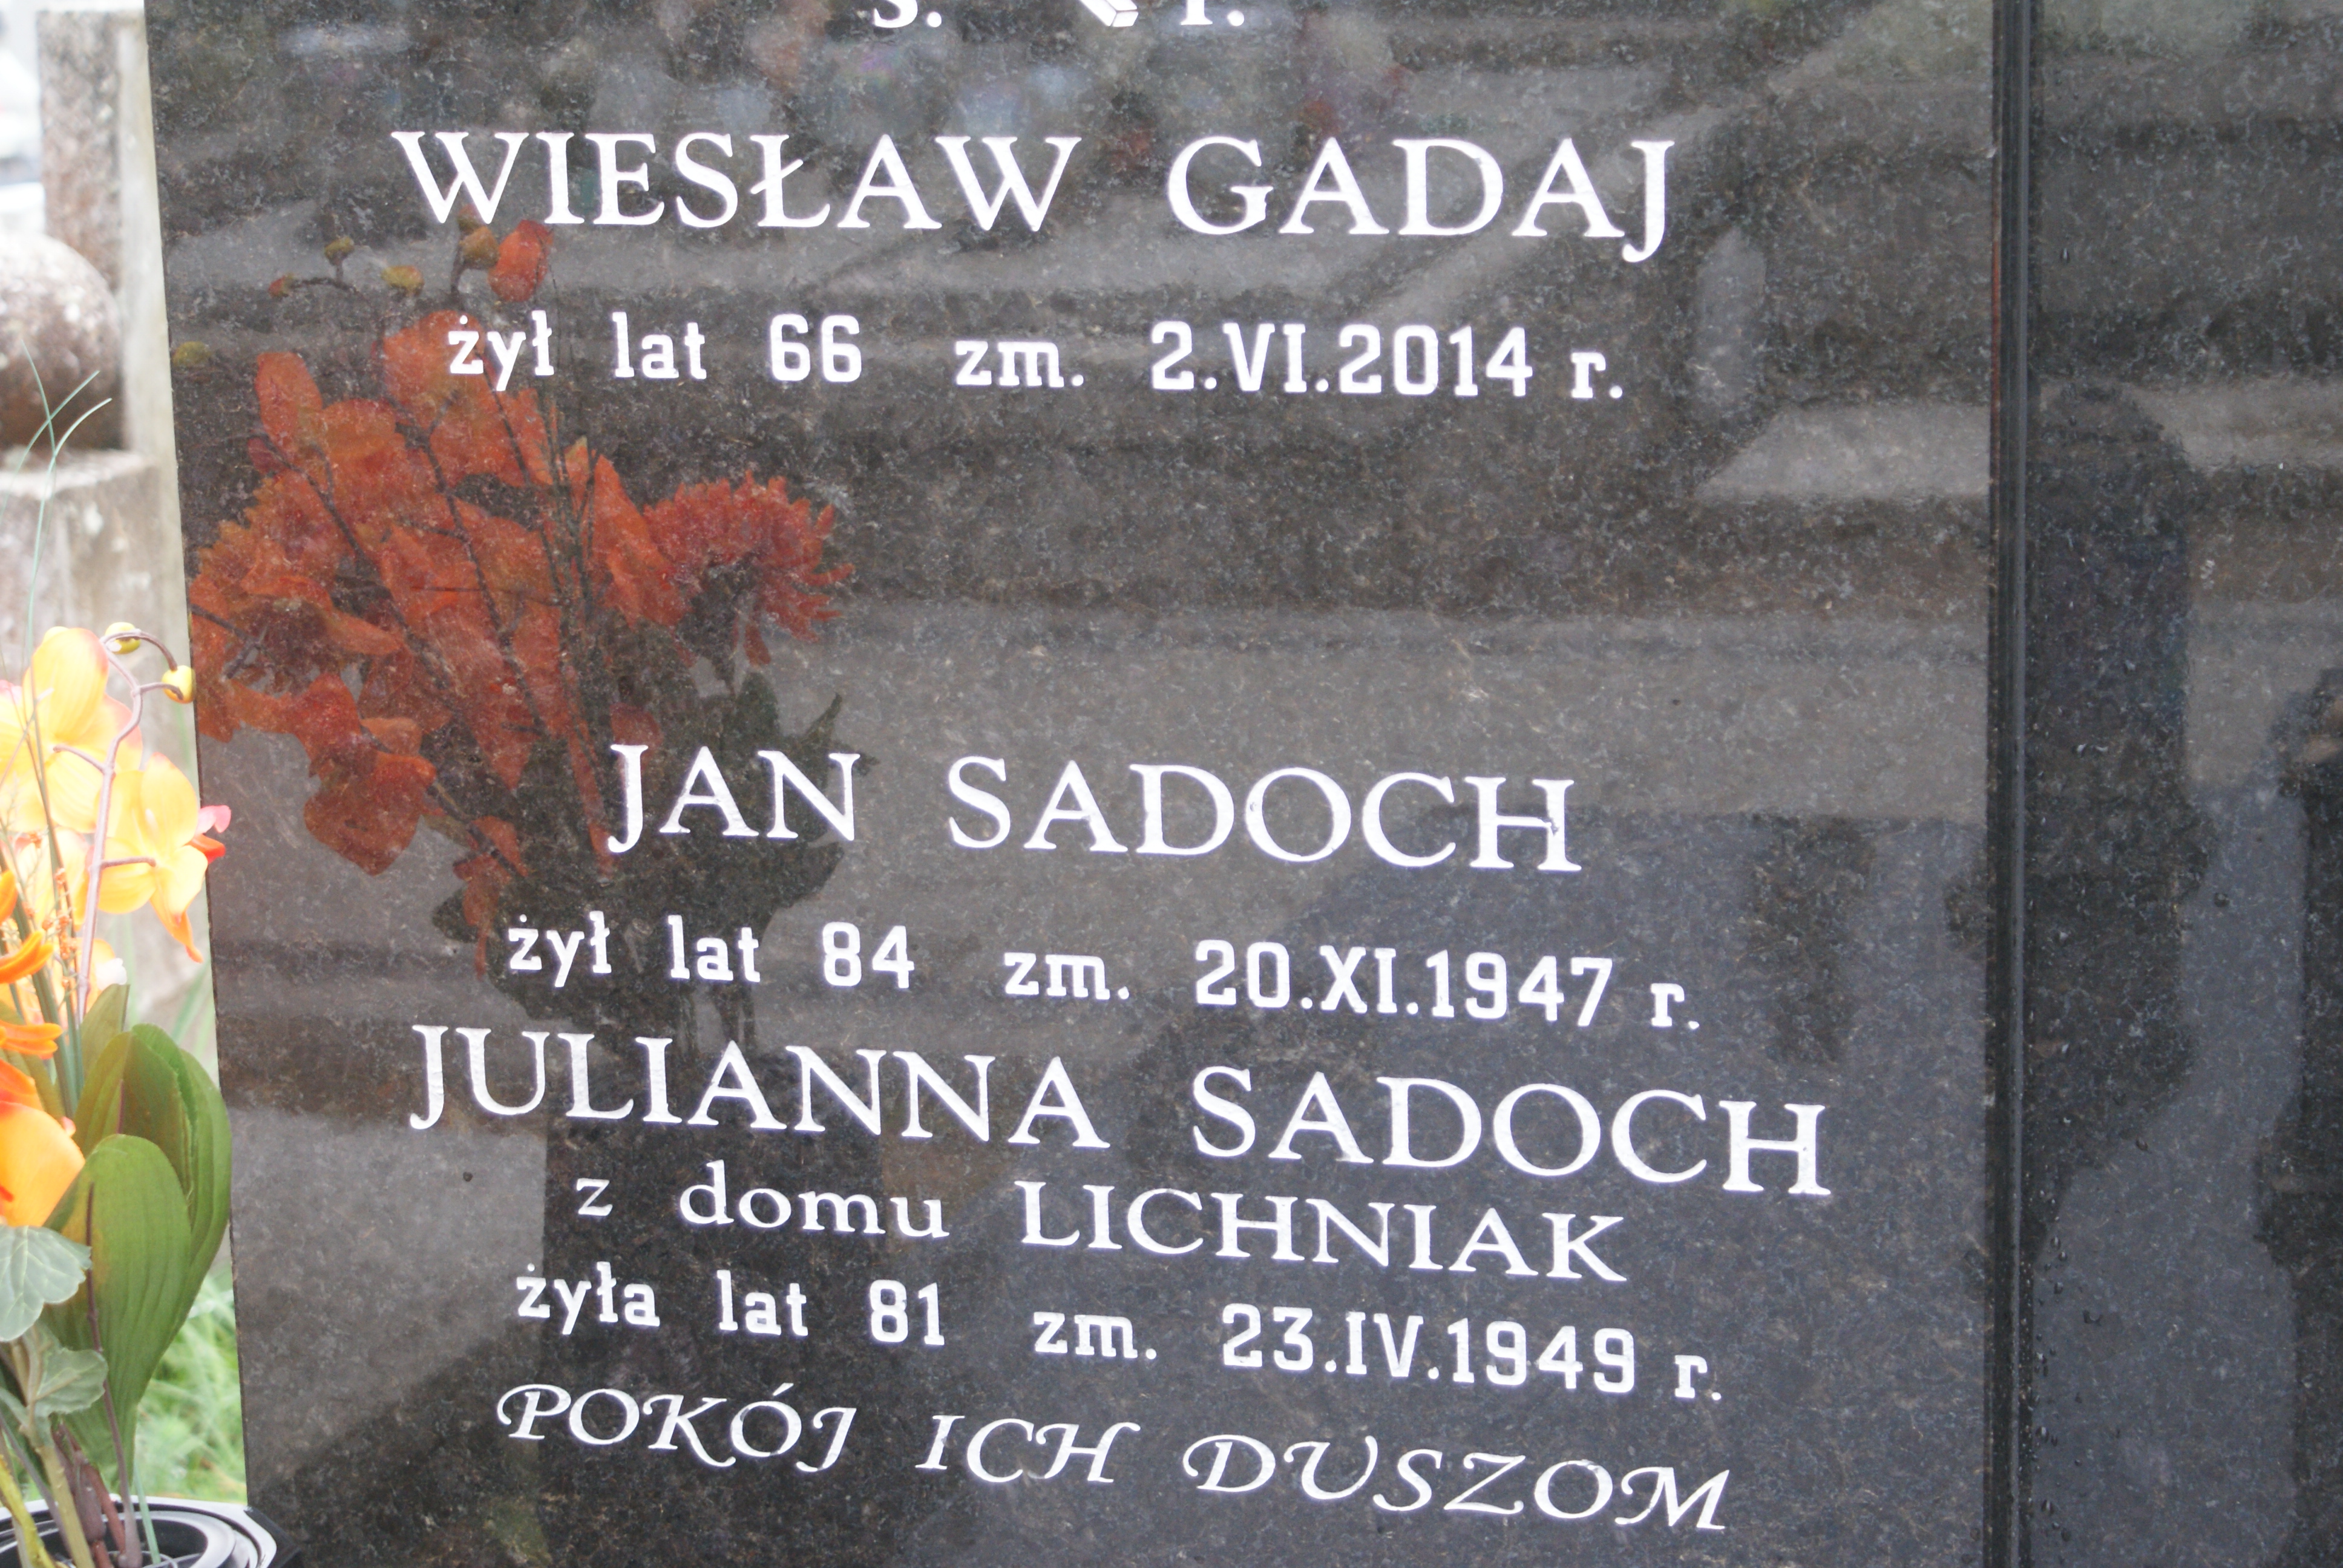 Ś. P.
WIESŁAW GADAJ
żył lat 66 zm. 2.VI.2014 r.
JAN SADOCH
żył lat 84 zm. 20.XI.1947 r.
JULIANNA SADOCH
z domu LICHNIAK
żyła lat 81 zm. 23.IV.1949 r.
POKÓJ ICH DUSZOM